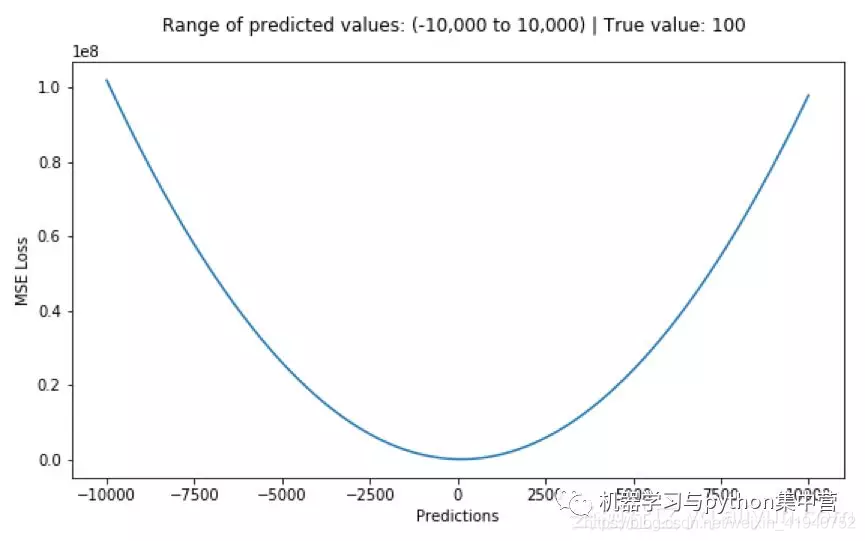 Range of predicted values: (-10,000 to 10,000) | True value: 100
1e8
1.0
0.8
0.6
0.4
0.2
0.0
MSE Loss
−10000 −7500 −5000 −2500 0 2500 5000 7500 10000
Predictions
机器学习与python集中营